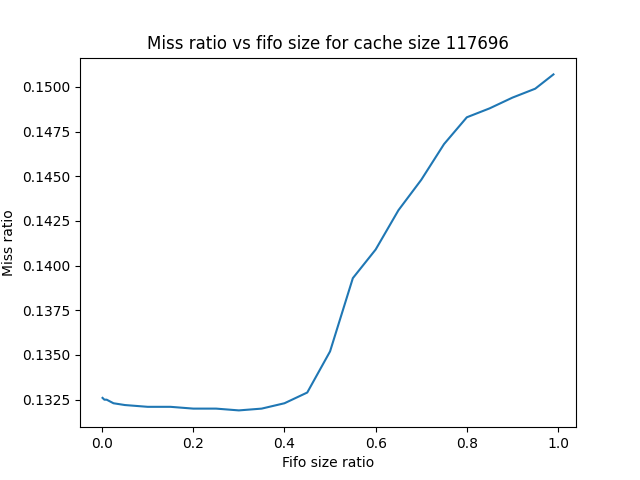 Miss ratio vs fifo size for cache size 117696
0.1500
0.1475
0.1450
0.1425
0.1400
0.1375
0.1350
0.1325
Miss ratio
0.0 0.2 0.4 0.6 0.8 1.0
Fifo size ratio